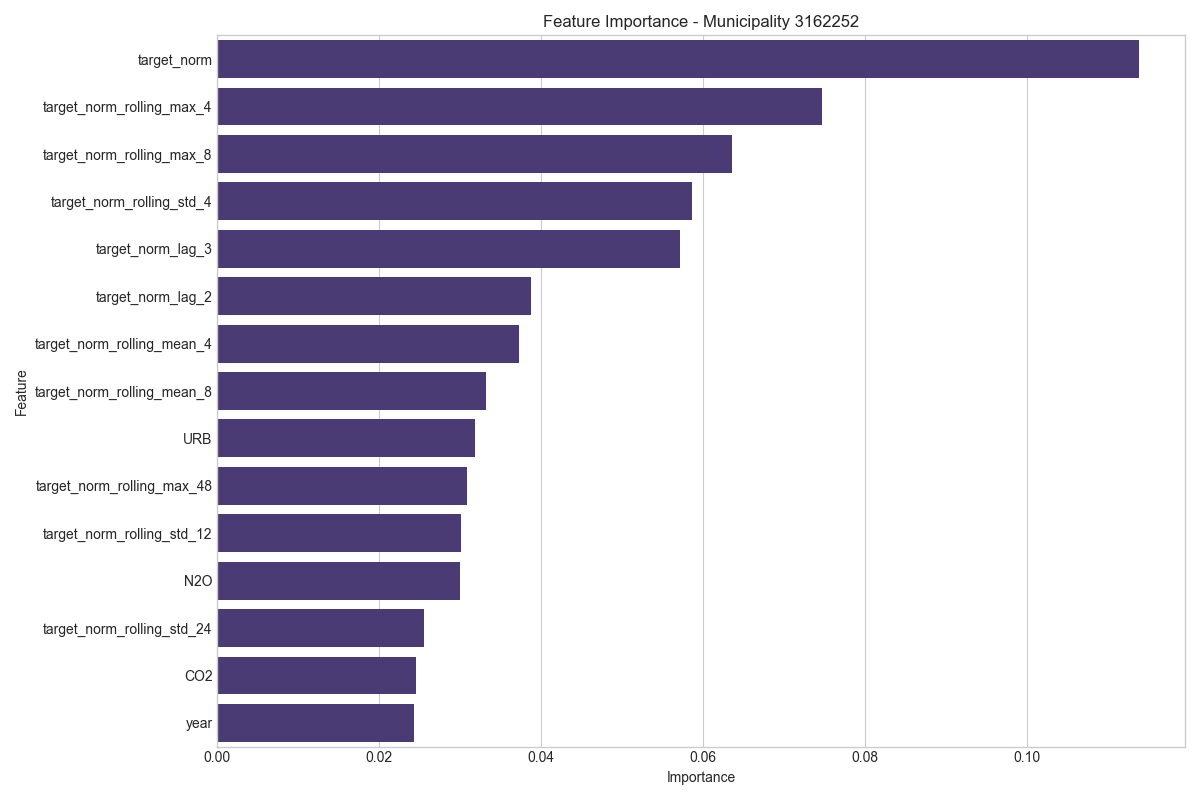 Feature Importance - Municipality 3162252
target_norm
target_norm_rolling_max_4
target_norm_rolling_max_8
target_norm_rolling_std_4
target_norm_lag_3
target_norm_lag_2
target_norm_rolling_mean_4
target_norm_rolling_mean_8
URB
target_norm_rolling_max_48
target_norm_rolling_std_12
N2O
target_norm_rolling_std_24
CO2
year
Feature
0.00 0.02 0.04 0.06 0.08 0.10
Importance